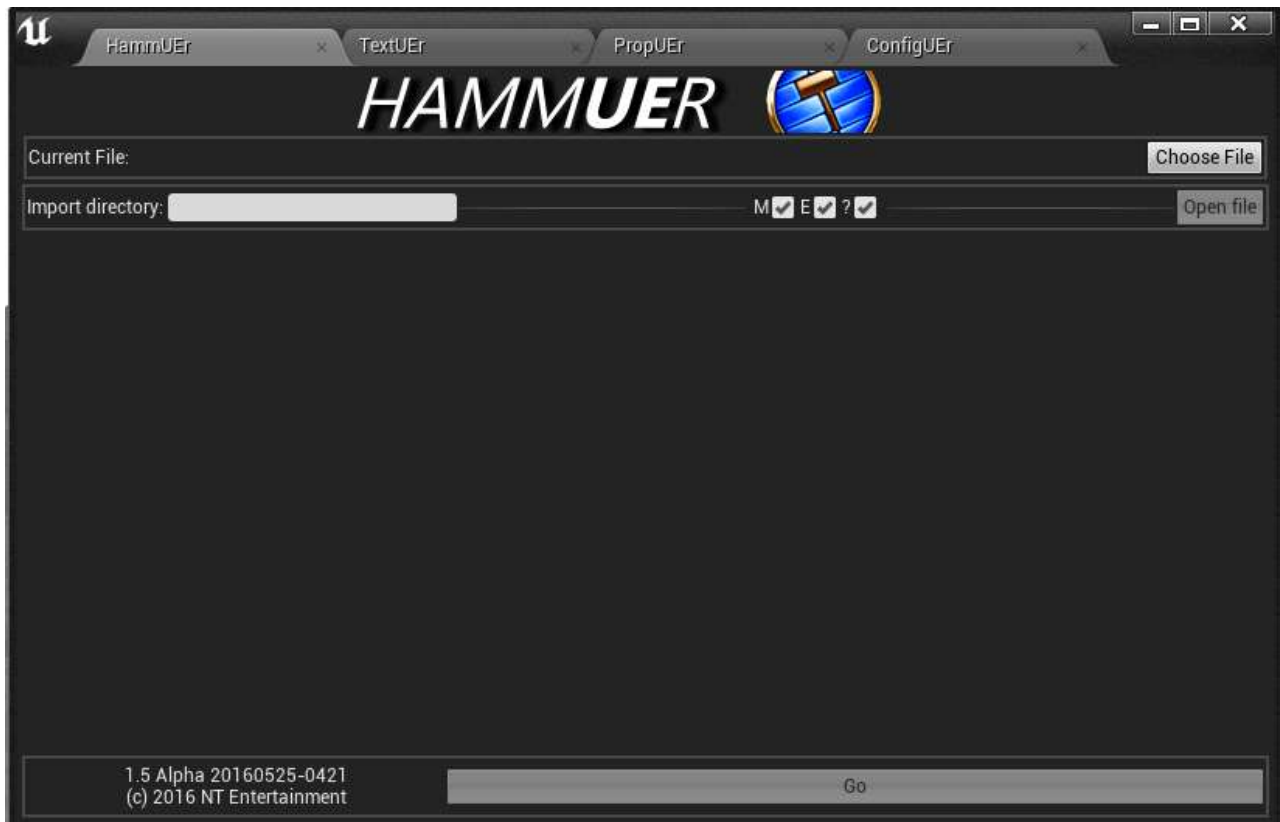 HammUEr TextUEr PropUEr ConfigUEr
HAMMUER
Current File: Choose File
Import directory: M E ? Open file
1.5 Alpha 20160525-0421
(c) 2016 NT Entertainment
Go